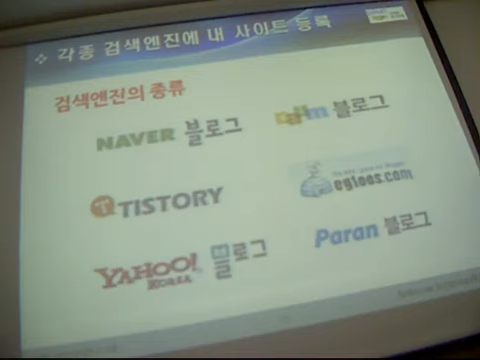 각종 검색엔진에 내 사이트 등록
검색엔진의 종류
NAVER 블로그
Daum 블로그
TISTORY
egloos.com
YAHOO! 블로그
KOREA
Paran 블로그